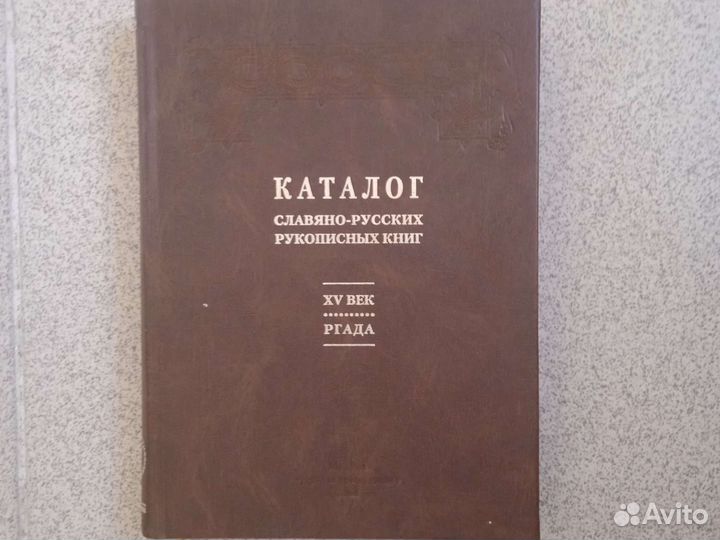 КАТАЛОГ
СЛАВЯНО-РУССКИХ
РУКОПИСНЫХ КНИГ
XV ВЕК
РГАДА
Avito